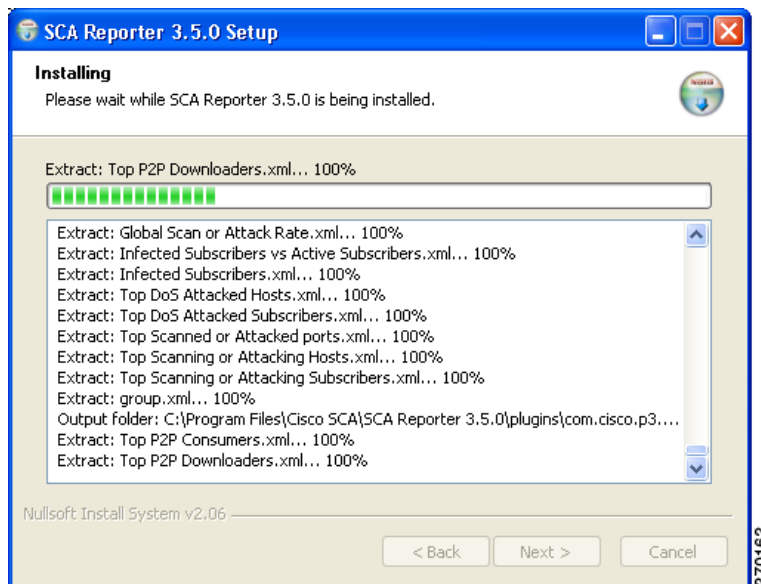 SCA Reporter 3.5.0 Setup
Installing
Please wait while SCA Reporter 3.5.0 is being installed.
Extract: Top P2P Downloaders.xml... 100%
Extract: Global Scan or Attack Rate.xml... 100%
Extract: Infected Subscribers vs Active Subscribers.xml... 100%
Extract: Infected Subscribers.xml... 100%
Extract: Top DoS Attacked Hosts.xml... 100%
Extract: Top DoS Attacked Subscribers.xml... 100%
Extract: Top Scanned or Attacked ports.xml... 100%
Extract: Top Scanning or Attacking Hosts.xml... 100%
Extract: Top Scanning or Attacking Subscribers.xml... 100%
Extract: group.xml... 100%
Output folder: C:\Program Files\Cisco SCA\SCA Reporter 3.5.0\plugins\com.cisco.p3....
Extract: Top P2P Consumers.xml... 100%
Extract: Top P2P Downloaders.xml... 100%
Nullsoft Install System v2.06
< Back
Next >
Cancel